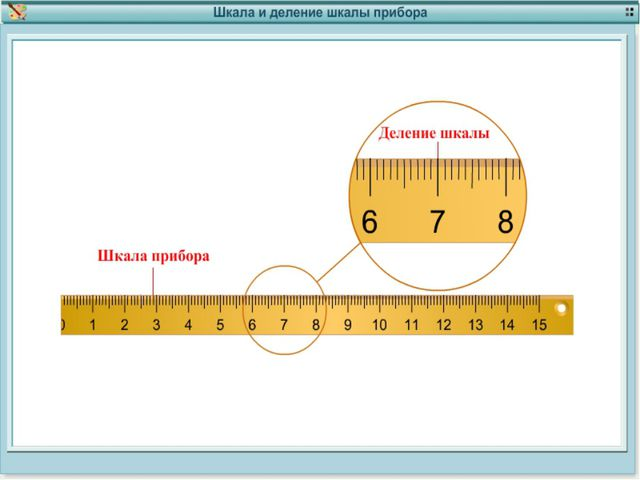 Шкала и деление шкалы прибора
Деление шкалы
6 7 8
Шкала прибора
0 1 2 3 4 5 6 7 8 9 10 11 12 13 14 15